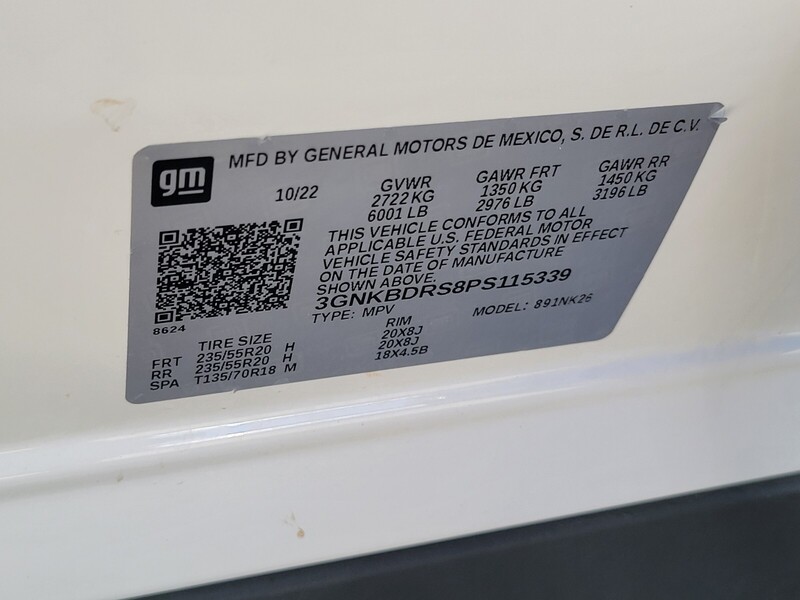 gm
MFD BY GENERAL MOTORS DE MEXICO, S. DE R.L. DE C.V.
10/22 GVWR GAWR FRT GAWR RR
2722 KG 1350 KG 1450 KG
6001 LB 2976 LB 3196 LB
THIS VEHICLE CONFORMS TO ALL
APPLICABLE U.S. FEDERAL MOTOR
VEHICLE SAFETY STANDARDS IN EFFECT
ON THE DATE OF MANUFACTURE
SHOWN ABOVE.
3GNKBDRS8PS115339
TYPE: MPV MODEL: 891NK26
8624
TIRE SIZE RIM
FRT 235/55R20 H 20X8J
RR 235/55R20 H 20X8J
SPA T135/70R18 M 18X4.5B